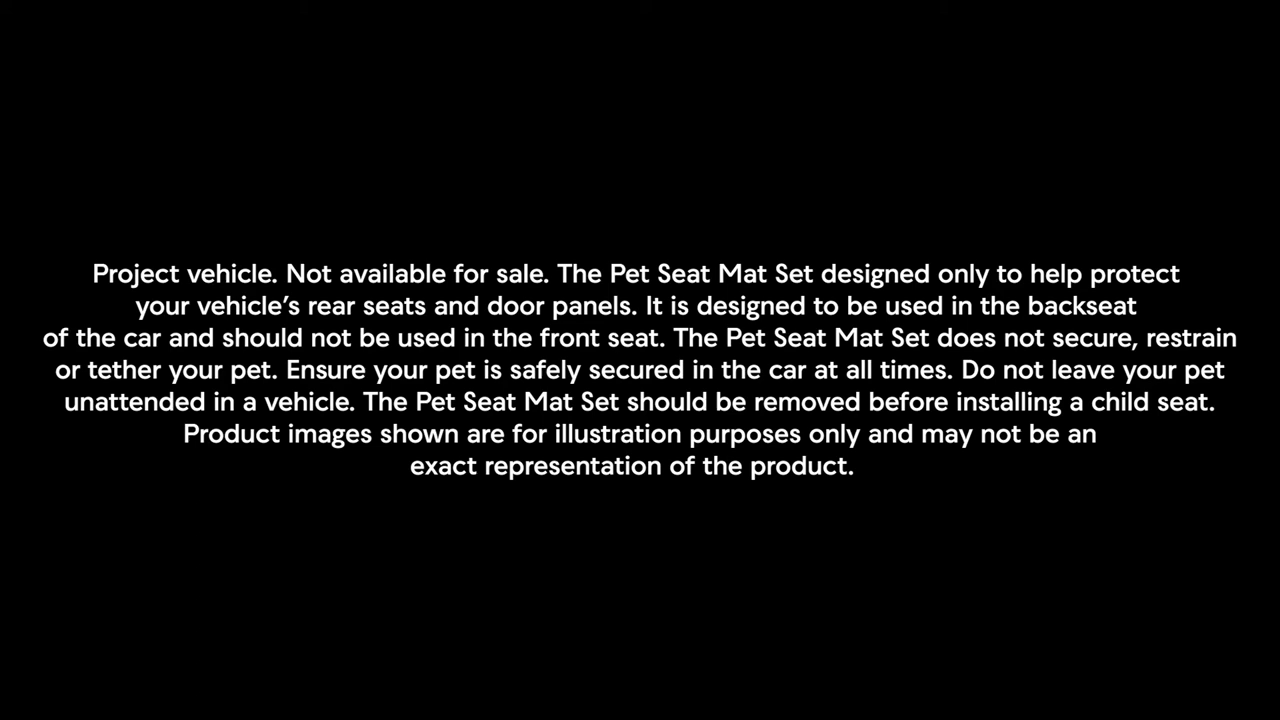 Project vehicle. Not available for sale. The Pet Seat Mat Set designed only to help protect
your vehicle's rear seats and door panels. It is designed to be used in the backseat
of the car and should not be used in the front seat. The Pet Seat Mat Set does not secure, restrain
or tether your pet. Ensure your pet is safely secured in the car at all times. Do not leave your pet
unattended in a vehicle. The Pet Seat Mat Set should be removed before installing a child seat.
Product images shown are for illustration purposes only and may not be an
exact representation of the product.